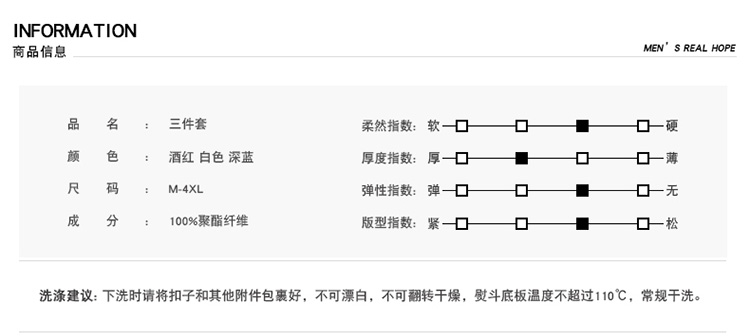 INFORMATION
商品信息
MEN'S REAL HOPE
品 名 : 三件套
颜 色 : 酒红 白色 深蓝
尺 码 : M-4XL
成 分 : 100%聚酯纤维
柔然指数: 软 硬
厚度指数: 厚 薄
弹性指数: 弹 无
版型指数: 紧 松
洗涤建议: 下洗时请将扣子和其他附件包裹好，不可漂白，不可翻转干燥，熨斗底板温度不超过110℃，常规干洗。